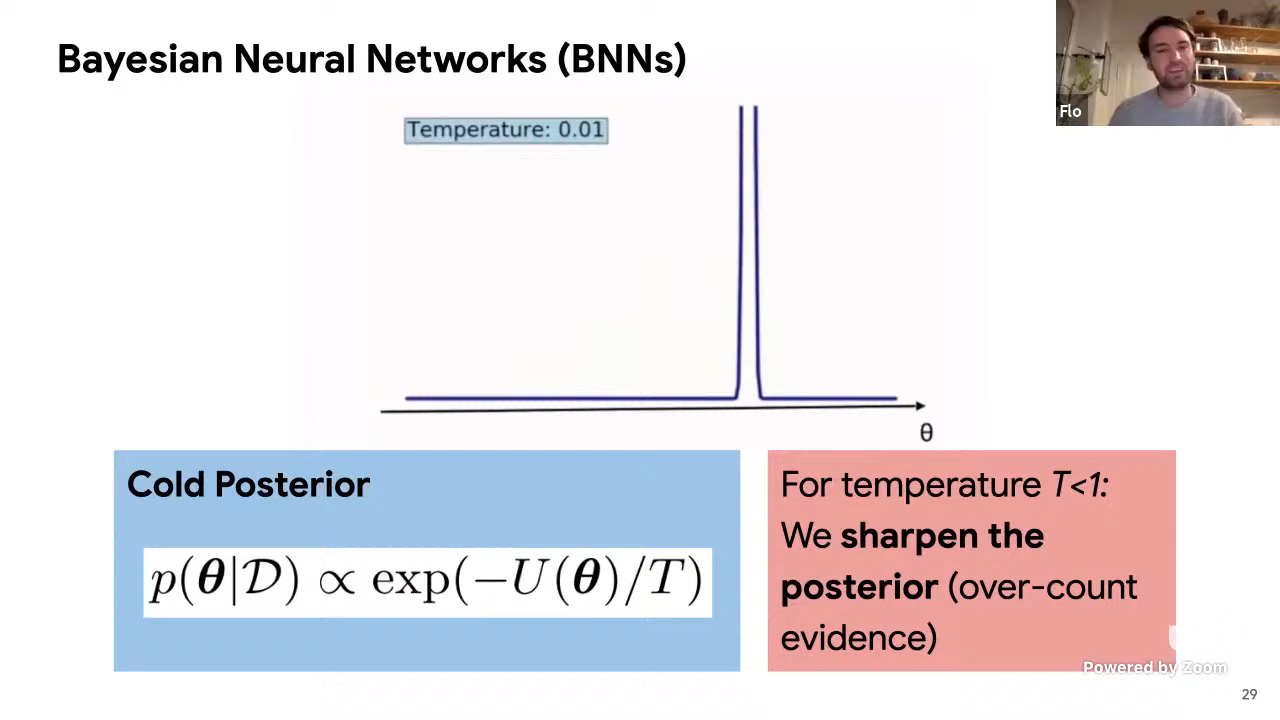 Bayesian Neural Networks (BNNs)
Flo
Temperature: 0.01
θ
Cold Posterior
p(θ|𝒟) ∝ exp(−U(θ)/T)
For temperature T<1:
We sharpen the
posterior (over-count
evidence)
Powered by Zoom
29